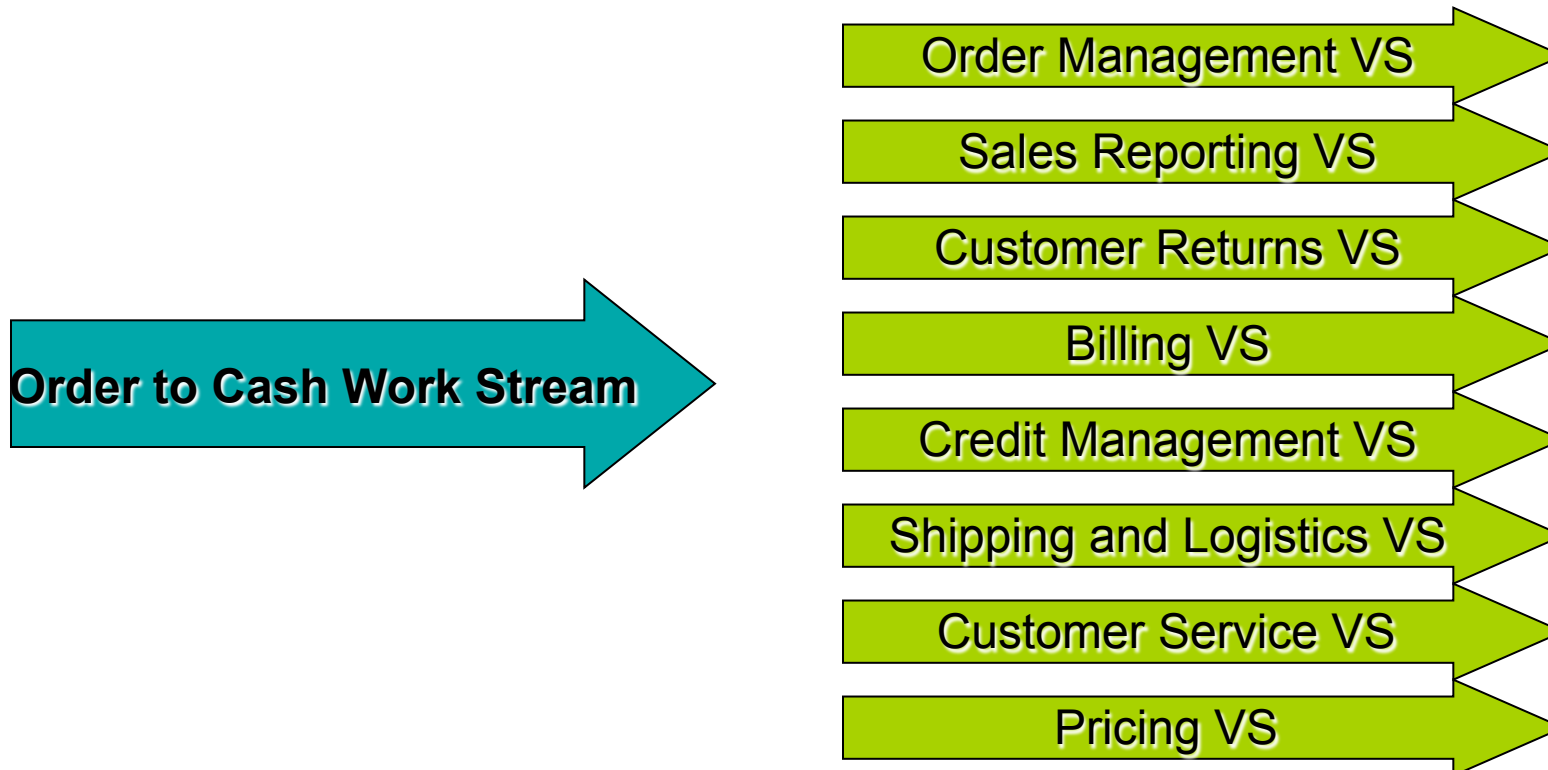 Order to Cash Work Stream
Order Management VS
Sales Reporting VS
Customer Returns VS
Billing VS
Credit Management VS
Shipping and Logistics VS
Customer Service VS
Pricing VS